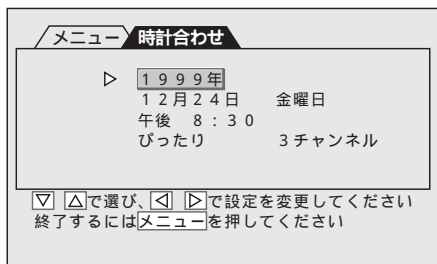 メニュー 時計合わせ
▷ 1999年
12月24日 金曜日
午後 8:30
ぴったり 3チャンネル
▽ △で選び、◁ ▷で設定を変更してください
終了するにはメニューを押してください